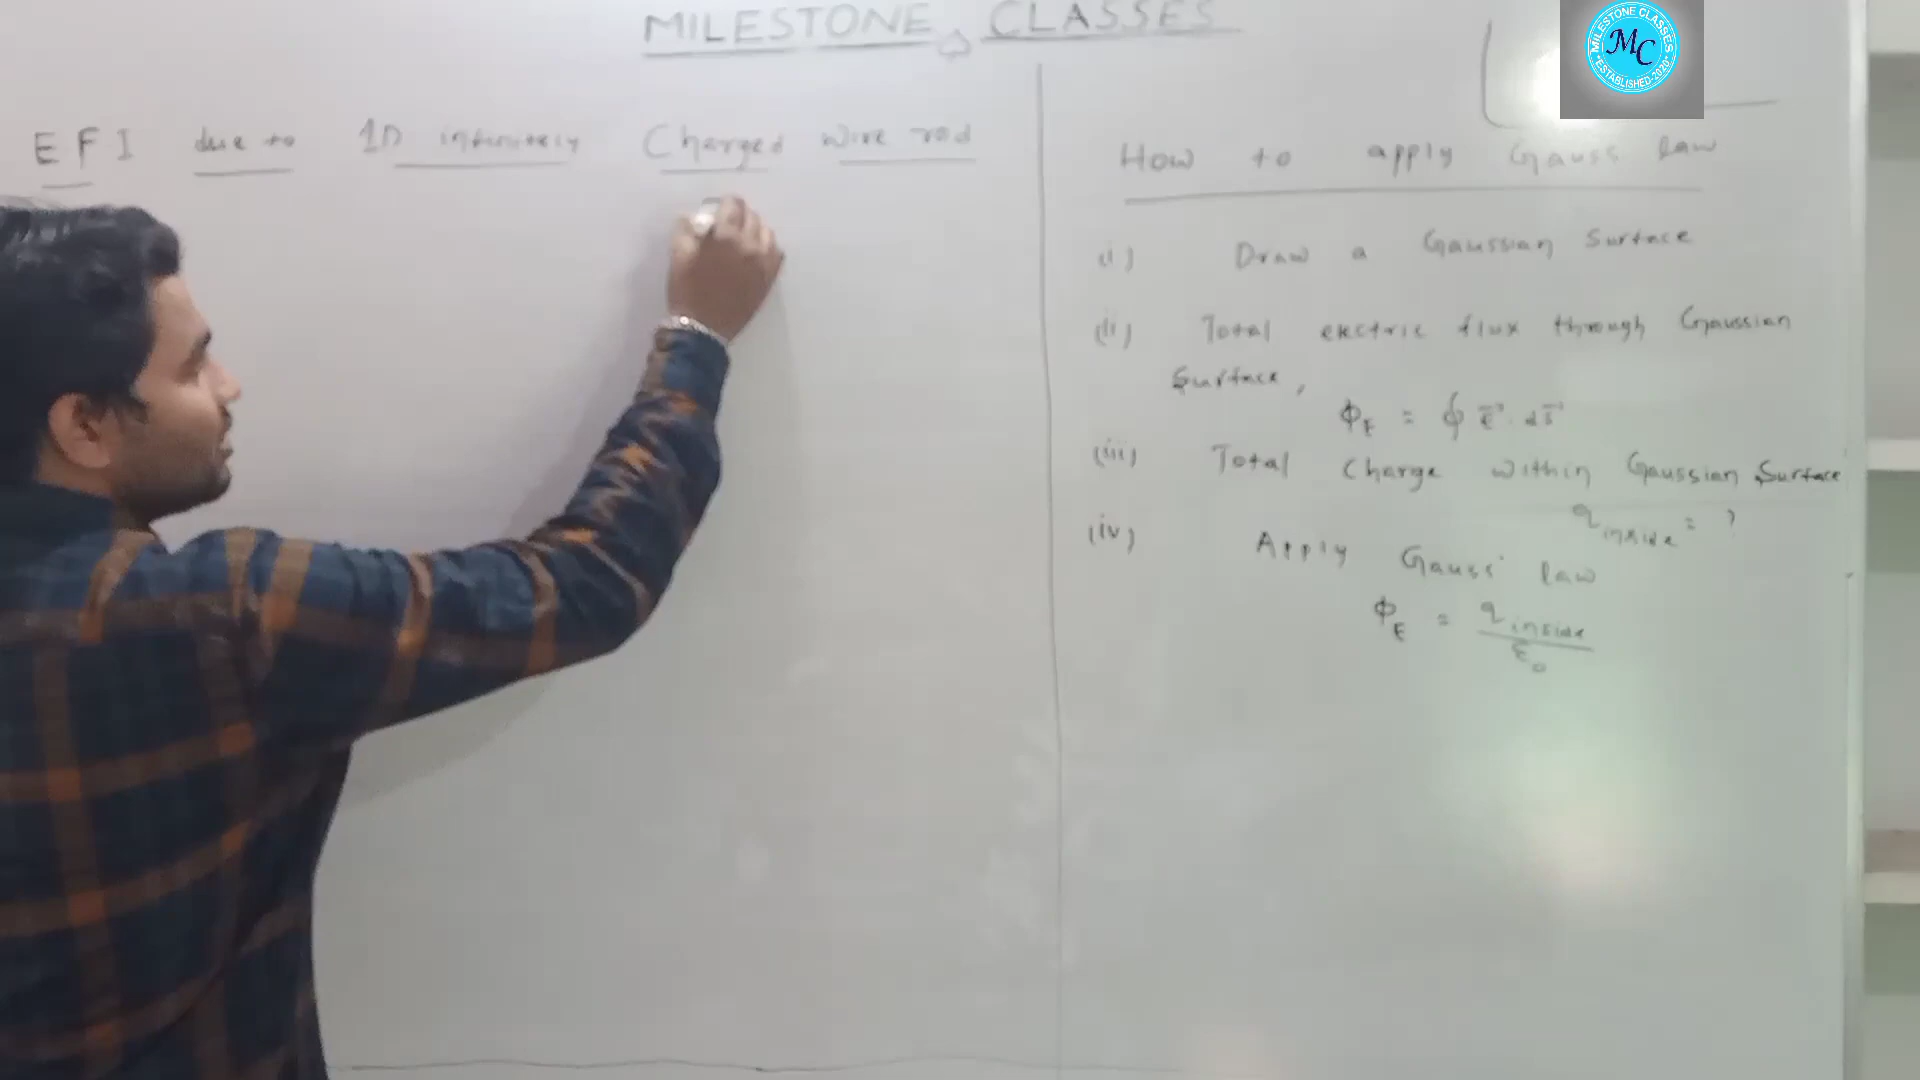 MILESTONE CLASSES
MILESTONE CLASSES
MC
ESTABLISHED-2020
EFI due to 1D infinitely Charged wire rod
How to apply Gauss law
(i) Draw a Gaussian Surface
(ii) Total electric flux through Gaussian
Surface,
Φ_E = ∮ E⃗ . ds⃗
(iii) Total Charge within Gaussian Surface
q_inside = ?
(iv) Apply Gauss' law
Φ_E = q_inside / ε_0